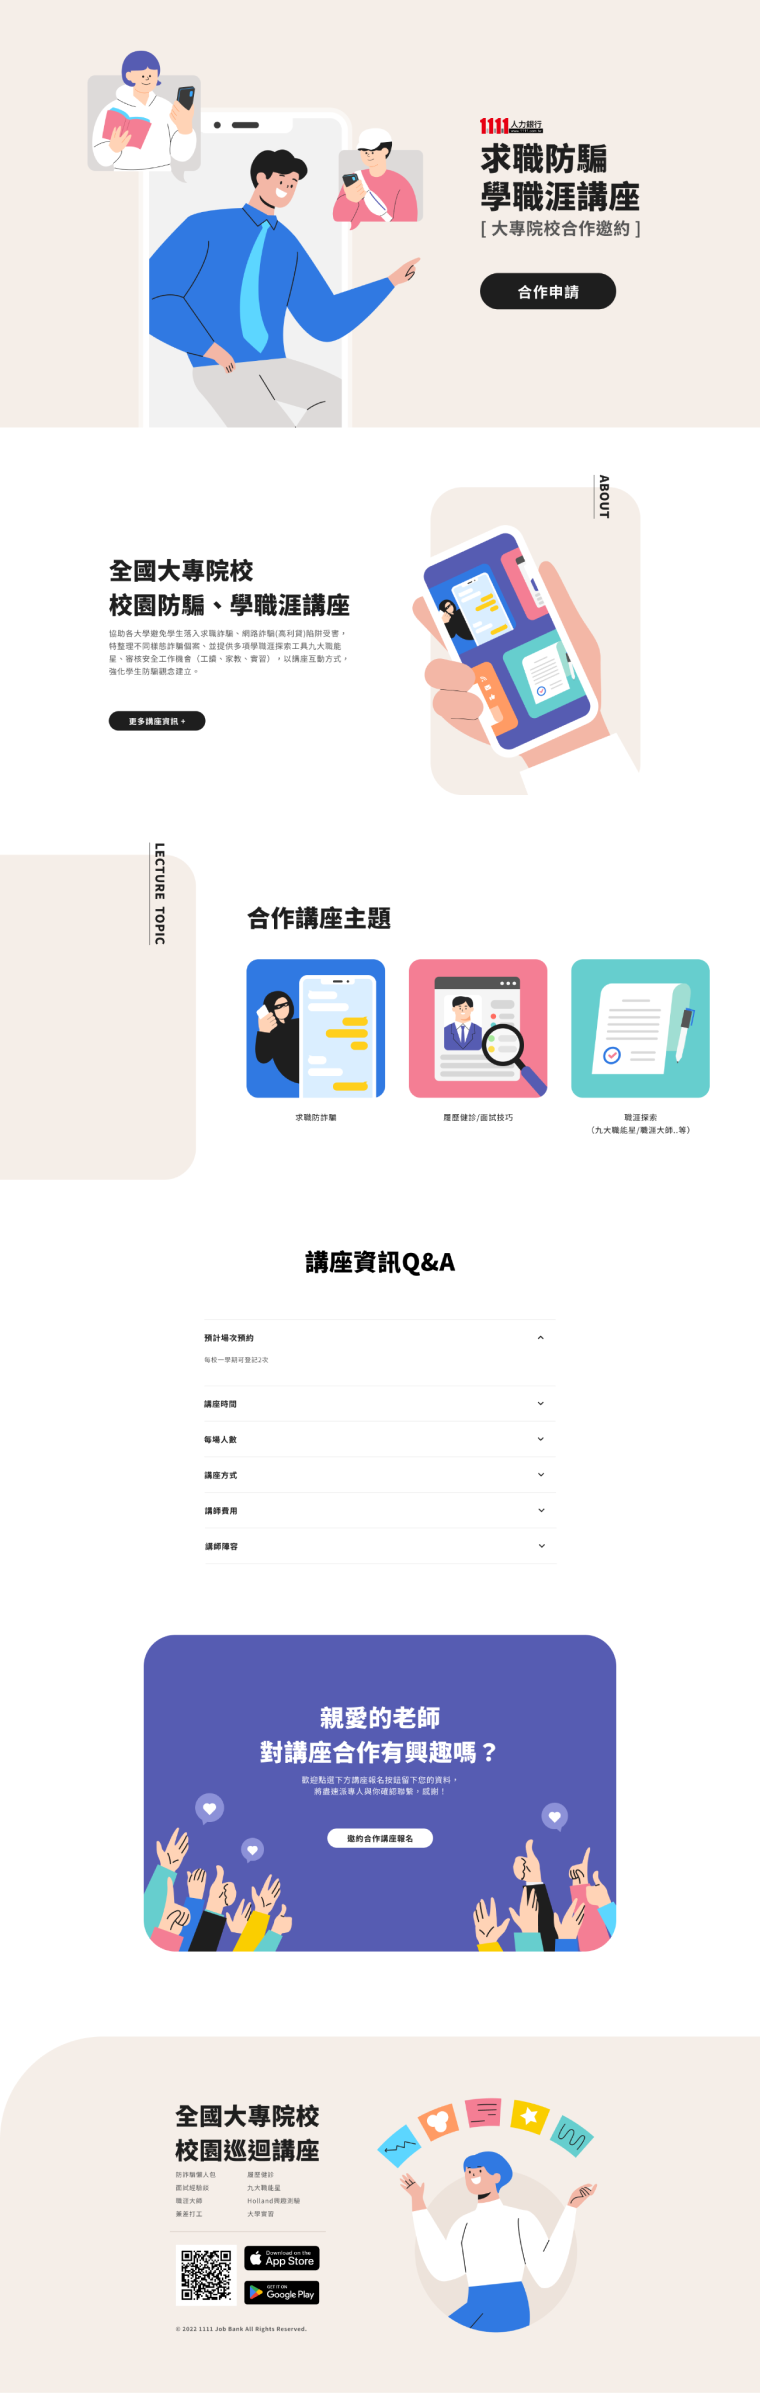 1111人力銀行
www.1111.com.tw
求職防騙
學職涯講座
[ 大專院校合作邀約 ]
合作申請
ABOUT
全國大專院校
校園防騙、學職涯講座
協助各大學避免學生落入求職詐騙、網路詐騙(高利貸)陷阱受害，
特整理不同樣態詐騙個案、並提供多項學職涯探索工具九大職能
星、審核安全工作機會（工讀、家教、實習），以講座互動方式，
強化學生防騙觀念建立。
更多講座資訊 +
LECTURE TOPIC
合作講座主題
求職防詐騙
履歷健診/面試技巧
職涯探索
（九大職能星/職涯大師..等）
講座資訊Q&A
預計場次預約
每校一學期可登記2次
講座時間
每場人數
講座方式
講師費用
講師陣容
親愛的老師
對講座合作有興趣嗎？
歡迎點選下方講座報名按鈕留下您的資料，
將盡速派專人與你確認聯繫，感謝！
邀約合作講座報名
全國大專院校
校園巡迴講座
防詐騙懶人包 履歷健診
面試經驗談 九大職能星
職涯大師 Holland興趣測驗
兼差打工 大學實習
Download on the
App Store
GET IT ON
Google Play
© 2022 1111 Job Bank All Rights Reserved.